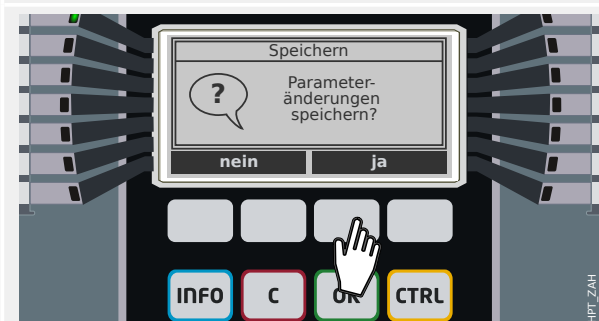 Speichern
?
Parameter-
änderungen
speichern?
nein ja
INFO C OK CTRL
HPT_ZAH